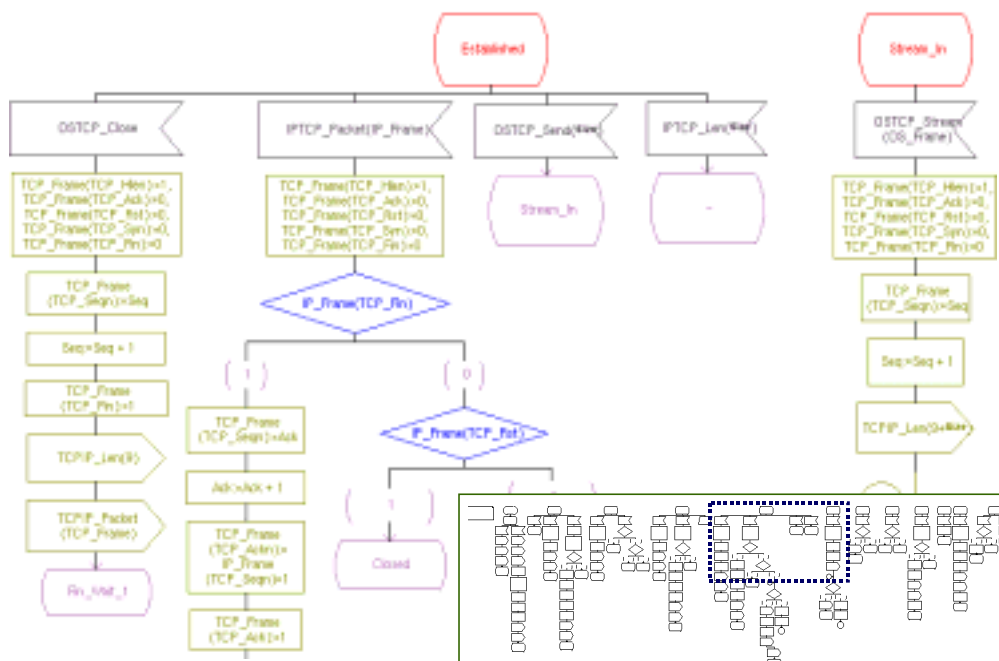 Established
Stream_In
OSTCP_Close
IPTCP_Packet(IP_Frame)
OSTCP_Send(Size)
IPTCP_Len(Size)
OSTCP_Stream
(OS_Frame)
TCP_Frame(TCP_Hlen)=1,
TCP_Frame(TCP_Ack)=0,
TCP_Frame(TCP_Rst)=0,
TCP_Frame(TCP_Syn)=0,
TCP_Frame(TCP_Fin)=0
TCP_Frame(TCP_Hlen)=1,
TCP_Frame(TCP_Ack)=0,
TCP_Frame(TCP_Rst)=0,
TCP_Frame(TCP_Syn)=0,
TCP_Frame(TCP_Fin)=0
Stream_In
-
TCP_Frame(TCP_Hlen)=1,
TCP_Frame(TCP_Ack)=0,
TCP_Frame(TCP_Rst)=0,
TCP_Frame(TCP_Syn)=0,
TCP_Frame(TCP_Fin)=0
TCP_Frame
(TCP_Seqn)=Seq
IP_Frame(TCP_Fin)
TCP_Frame
(TCP_Seqn)=Seq
Seq=Seq + 1
Seq=Seq + 1
1
0
TCP_Frame
(TCP_Fin)=1
TCP_Frame
(TCP_Seqn)=Ack
IP_Frame(TCP_Rst)
TCPIP_Len(9+Size)
TCPIP_Len(9)
Ack=Ack + 1
1
TCPIP_Packet
(TCP_Frame)
TCP_Frame
(TCP_Ackn)=
IP_Frame
(TCP_Seqn)+1
Closed
Fin_Wait_1
TCP_Frame
(TCP_Ack)=1